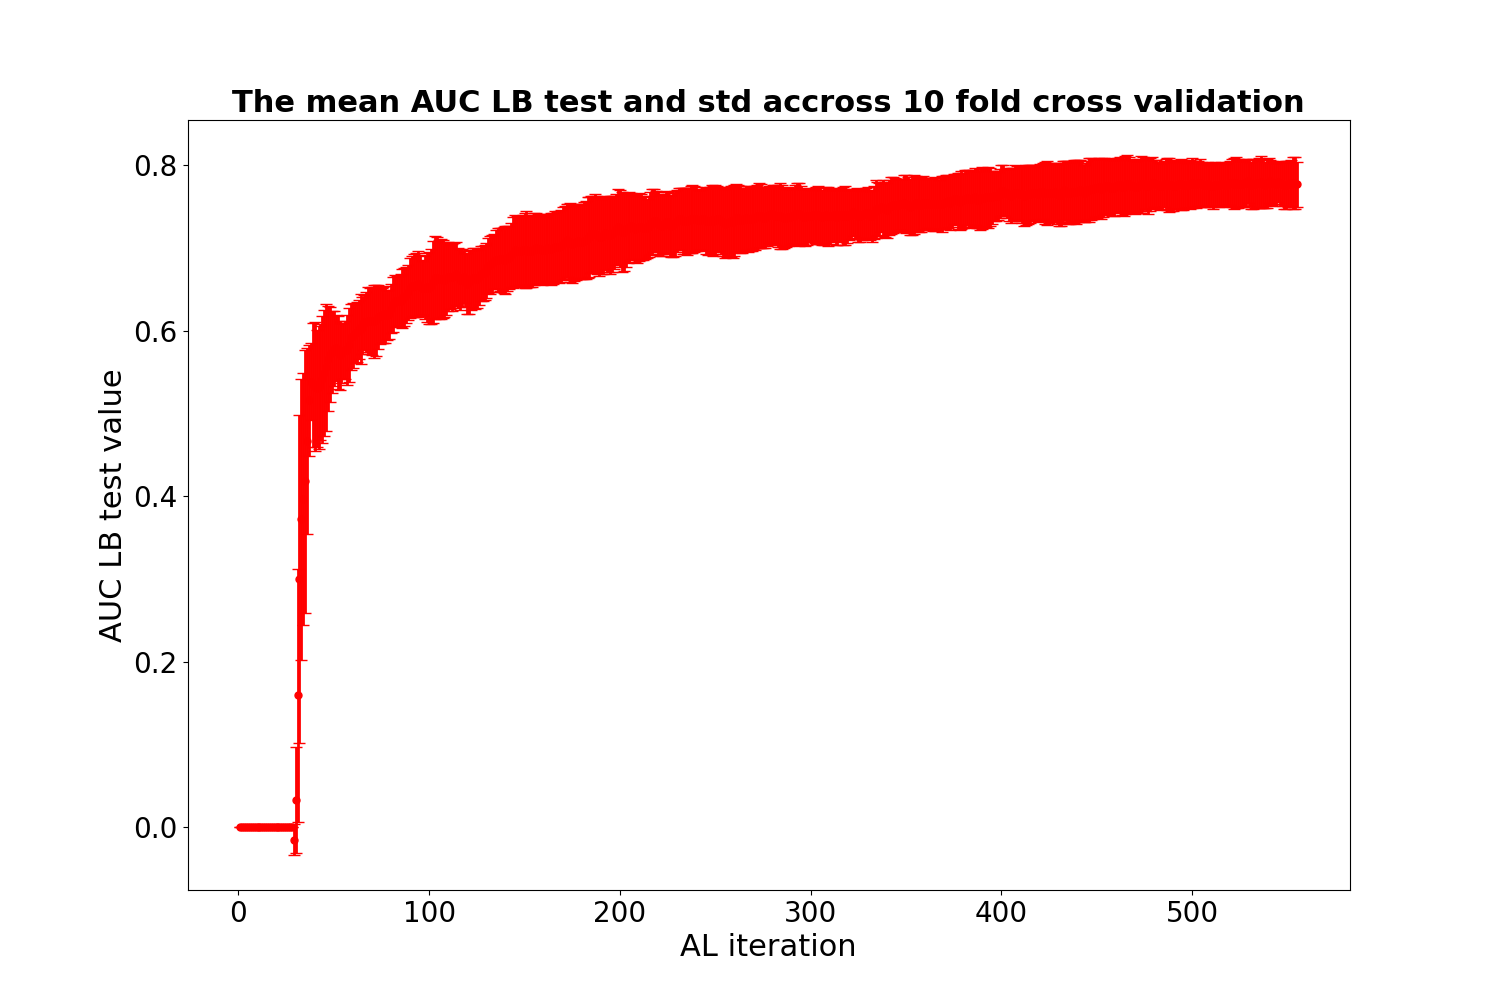 The mean AUC LB test and std accross 10 fold cross validation
0.8
0.6
0.4
0.2
0.0
AUC LB test value
0 100 200 300 400 500
AL iteration